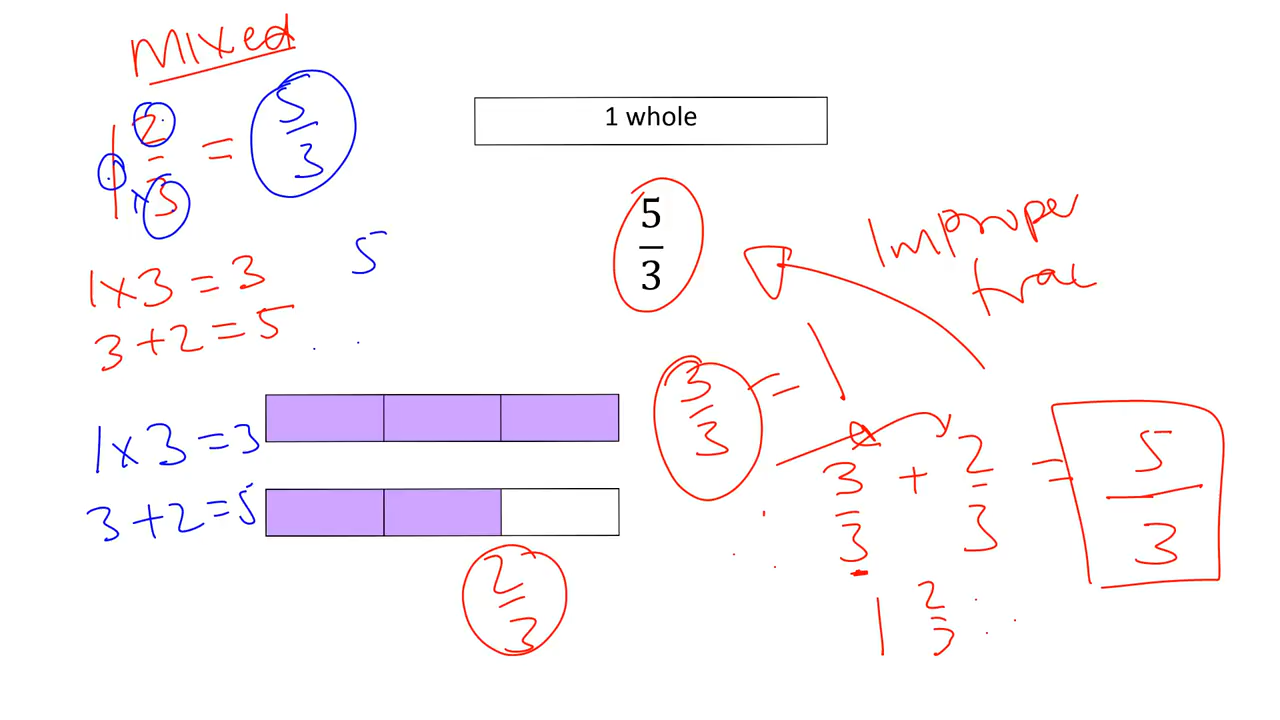 Mixed
1 2/3 = 5/3
1 whole
×
5/3
Improper
frac
1x3=3
5
3+2=5
3/3 = 1
1x3=3
3/3 + 2/3 = 5/3
3+2=5
2/3
1 2/3